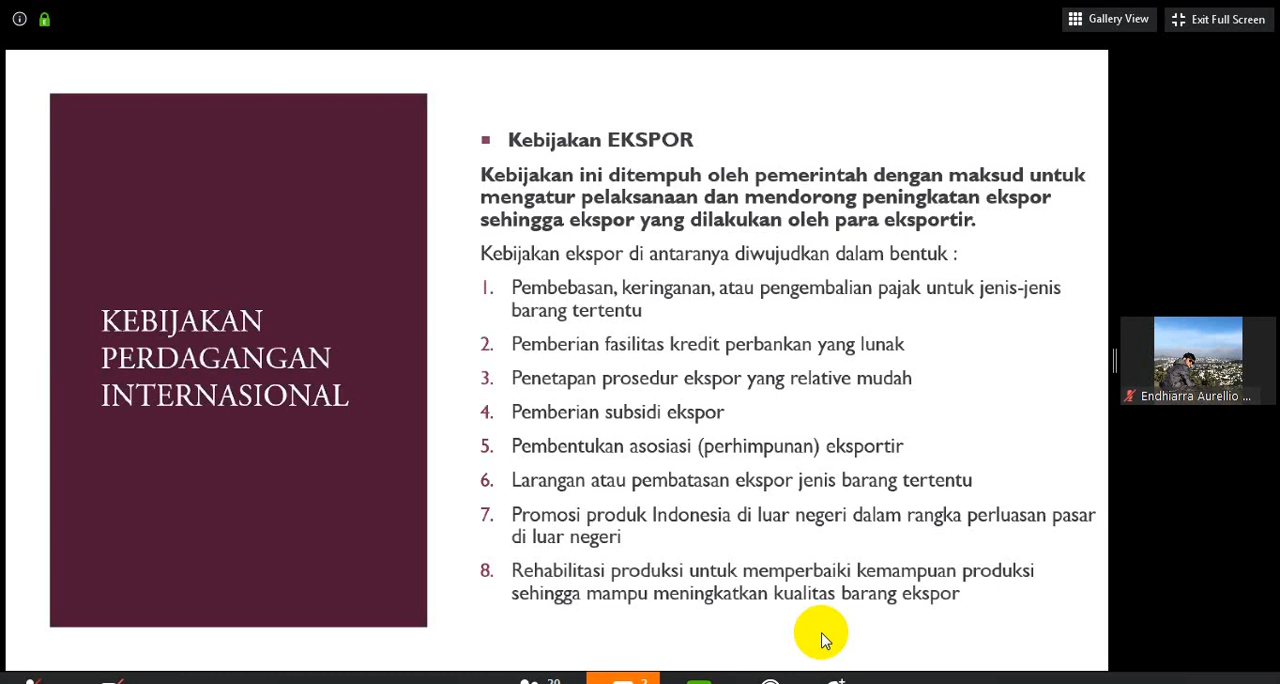 Gallery View
Exit Full Screen
KEBIJAKAN
PERDAGANGAN
INTERNASIONAL
Kebijakan EKSPOR
Kebijakan ini ditempuh oleh pemerintah dengan maksud untuk
mengatur pelaksanaan dan mendorong peningkatan ekspor
sehingga ekspor yang dilakukan oleh para eksportir.
Kebijakan ekspor di antaranya diwujudkan dalam bentuk :
1. Pembebasan, keringanan, atau pengembalian pajak untuk jenis-jenis
barang tertentu
2. Pemberian fasilitas kredit perbankan yang lunak
3. Penetapan prosedur ekspor yang relative mudah
4. Pemberian subsidi ekspor
5. Pembentukan asosiasi (perhimpunan) eksportir
6. Larangan atau pembatasan ekspor jenis barang tertentu
7. Promosi produk Indonesia di luar negeri dalam rangka perluasan pasar
di luar negeri
8. Rehabilitasi produksi untuk memperbaiki kemampuan produksi
sehingga mampu meningkatkan kualitas barang ekspor
Endhiarra Aurellio ...